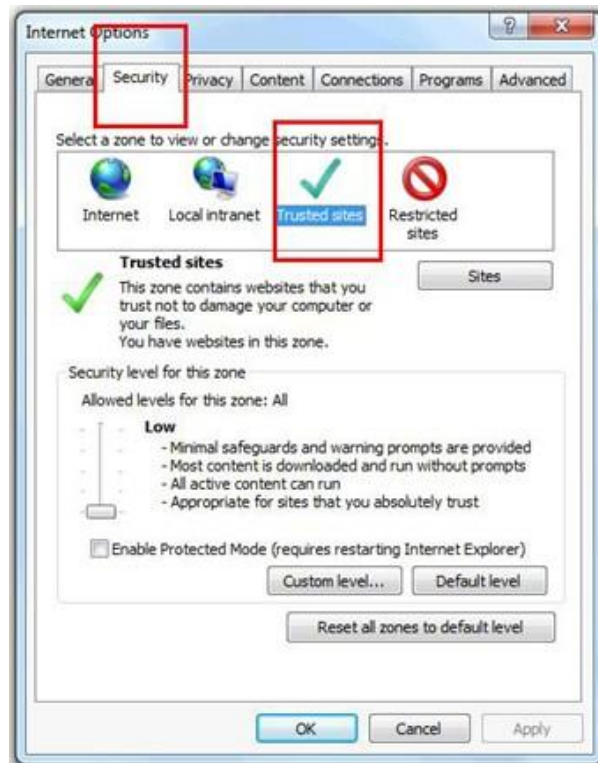 Internet Options
General Security Privacy Content Connections Programs Advanced
Select a zone to view or change security settings.
Internet Local intranet Trusted sites Restricted sites
Trusted sites
Sites
This zone contains websites that you
trust not to damage your computer or
your files.
You have websites in this zone.
Security level for this zone
Allowed levels for this zone: All
Low
- Minimal safeguards and warning prompts are provided
- Most content is downloaded and run without prompts
- All active content can run
- Appropriate for sites that you absolutely trust
Enable Protected Mode (requires restarting Internet Explorer)
Custom level... Default level
Reset all zones to default level
OK Cancel Apply